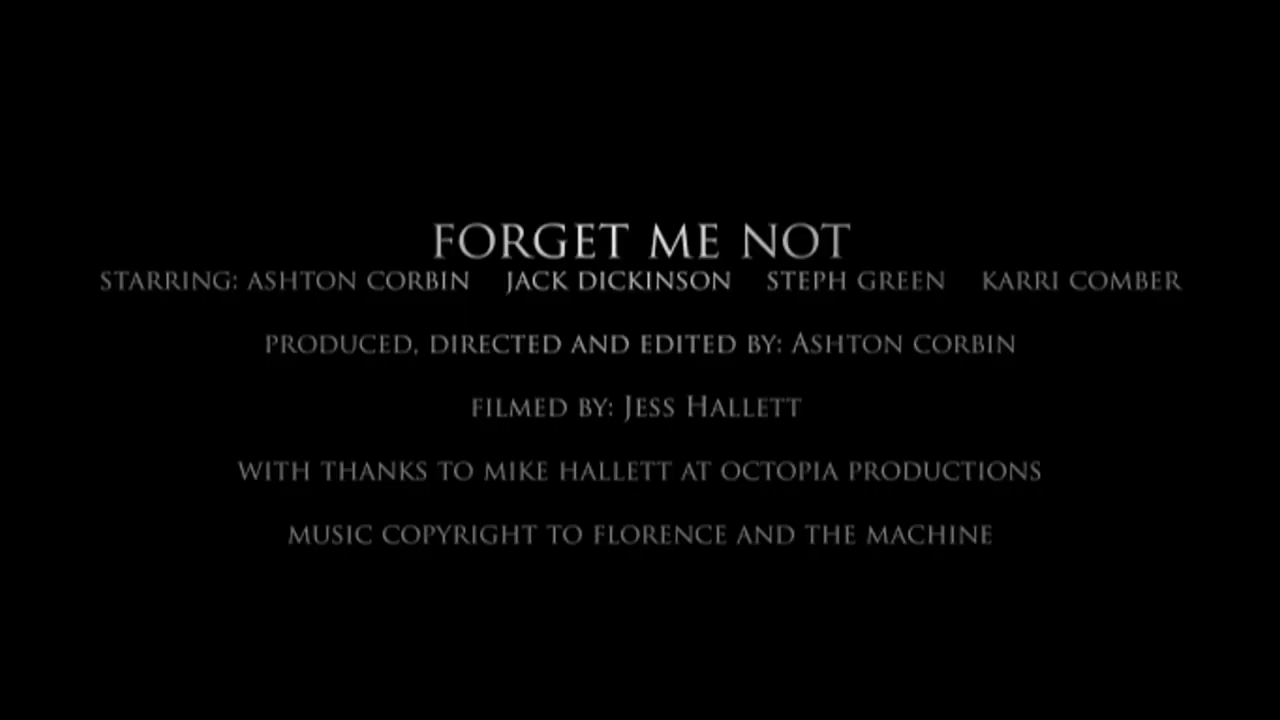 FORGET ME NOT
STARRING: ASHTON CORBIN JACK DICKINSON STEPH GREEN KARRI COMBER
PRODUCED, DIRECTED AND EDITED BY: ASHTON CORBIN
FILMED BY: JESS HALLETT
WITH THANKS TO MIKE HALLETT AT OCTOPIA PRODUCTIONS
MUSIC COPYRIGHT TO FLORENCE AND THE MACHINE